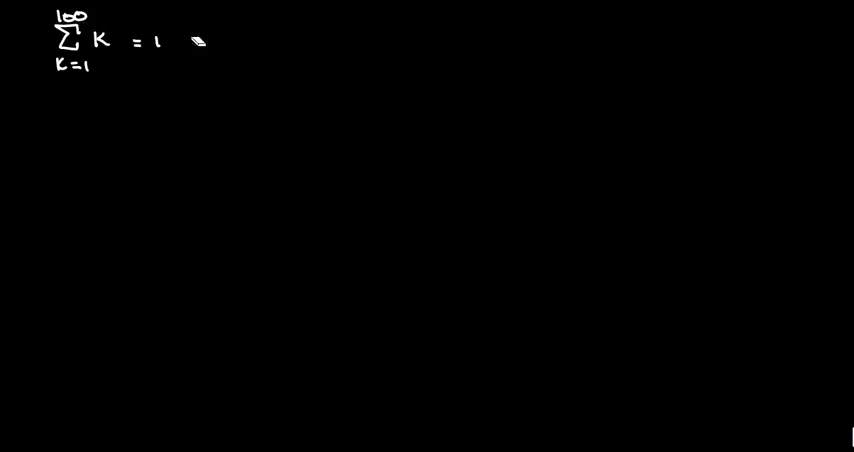 100
∑ K = 1
K=1